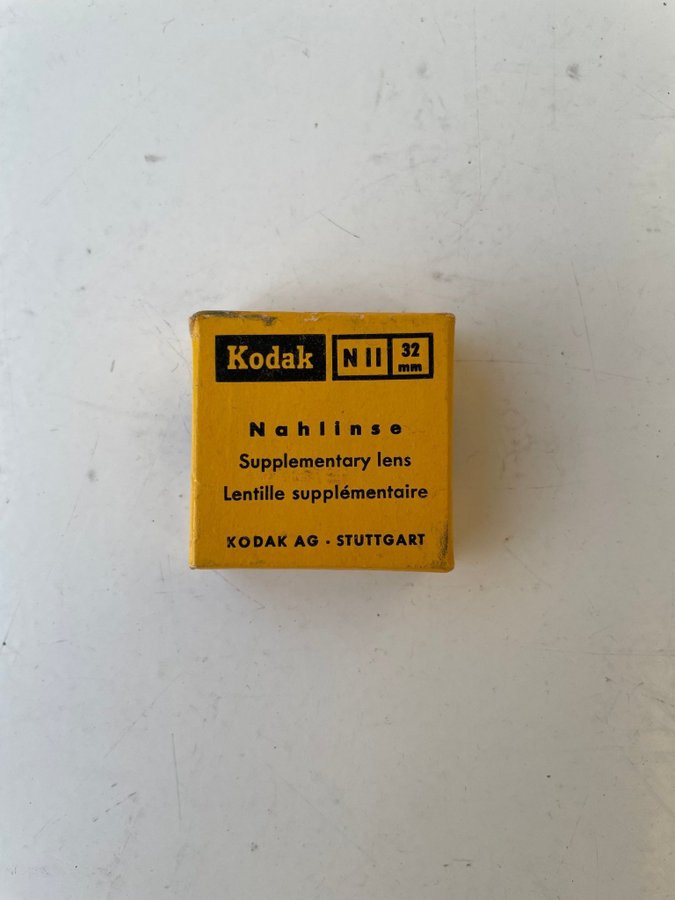 Kodak N II 32 mm
Nahlinse
Supplementary lens
Lentille supplémentaire
KODAK AG · STUTTGART